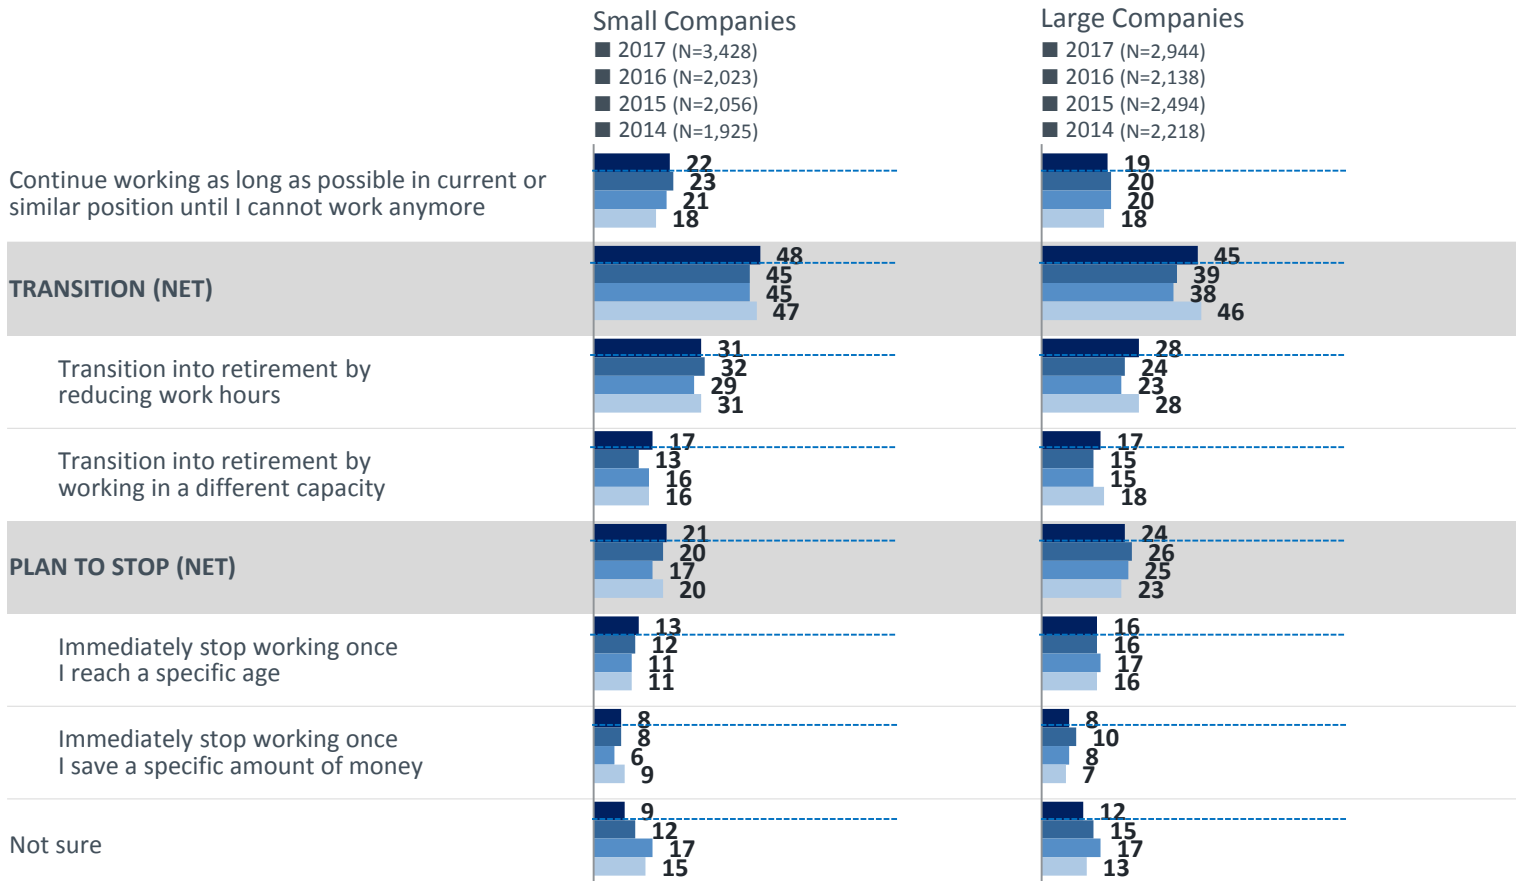 Small Companies
2017 (N=3,428)
2016 (N=2,023)
2015 (N=2,056)
2014 (N=1,925)
Large Companies
2017 (N=2,944)
2016 (N=2,138)
2015 (N=2,494)
2014 (N=2,218)
Continue working as long as possible in current or
similar position until I cannot work anymore
22
23
21
18
19
20
20
18
TRANSITION (NET)
48
45
45
47
45
39
38
46
Transition into retirement by
reducing work hours
31
32
29
31
28
24
23
28
Transition into retirement by
working in a different capacity
17
13
16
16
17
15
15
18
PLAN TO STOP (NET)
21
20
17
20
24
26
25
23
Immediately stop working once
I reach a specific age
13
12
11
11
16
16
17
16
Immediately stop working once
I save a specific amount of money
8
8
6
9
8
10
8
7
Not sure
9
12
17
15
12
15
17
13